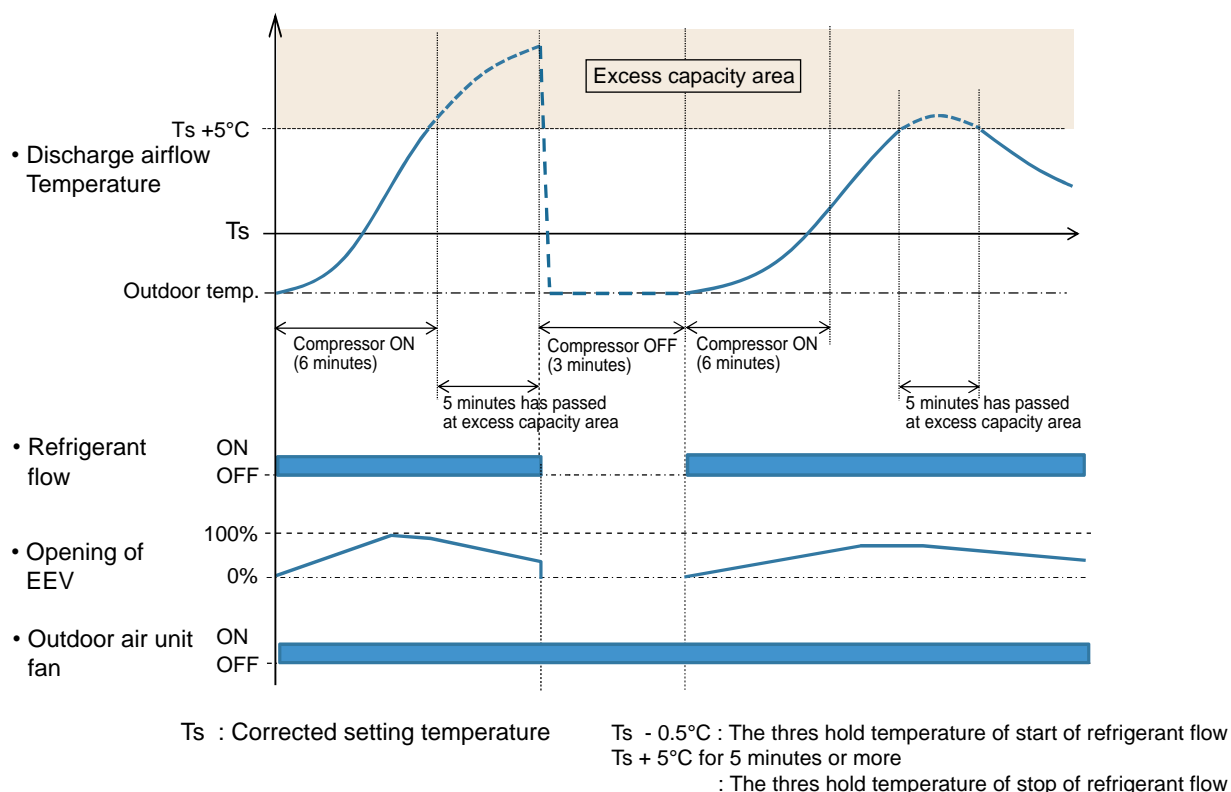 Excess capacity area
Ts +5°C
• Discharge airflow
Temperature
Ts
Outdoor temp.
Compressor ON
(6 minutes)
Compressor OFF
(3 minutes)
Compressor ON
(6 minutes)
5 minutes has passed
at excess capacity area
5 minutes has passed
at excess capacity area
• Refrigerant
flow
ON
OFF
• Opening of
EEV
100%
0%
• Outdoor air unit
fan
ON
OFF
Ts : Corrected setting temperature
Ts - 0.5°C : The thres hold temperature of start of refrigerant flow
Ts + 5°C for 5 minutes or more
: The thres hold temperature of stop of refrigerant flow